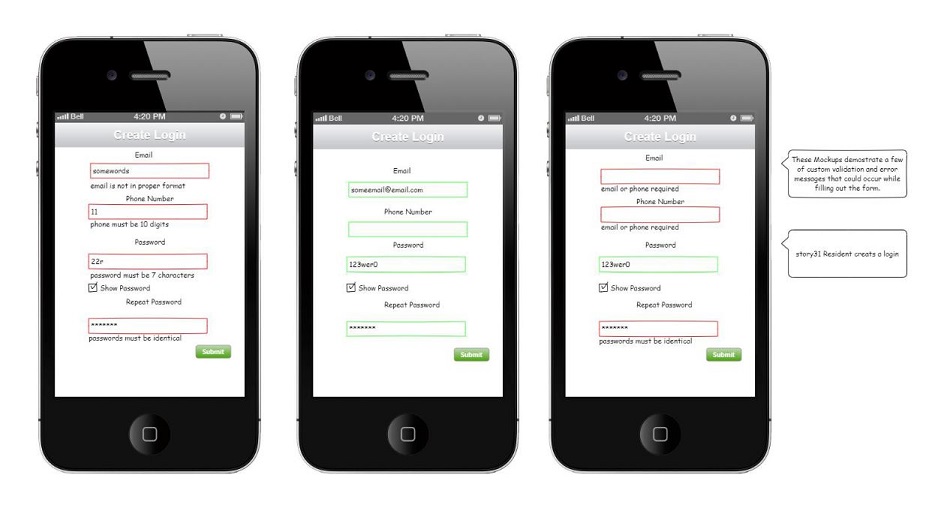 Bell 4:20 PM
Create Login
Email
somewords
email is not in proper format
Phone Number
11
phone must be 10 digits
Password
22r
password must be 7 characters
Show Password
Repeat Password
*******
passwords must be identical
Submit
Bell 4:20 PM
Create Login
Email
someemail@email.com
Phone Number
Password
123wer0
Show Password
Repeat Password
*******
Submit
Bell 4:20 PM
Create Login
Email
email or phone required
Phone Number
email or phone required
Password
123wer0
Show Password
Repeat Password
*******
passwords must be identical
Submit
These Mockups demostrate a few
of custom validation and error
messages that could occur while
filling out the form.
story31 Resident creats a login